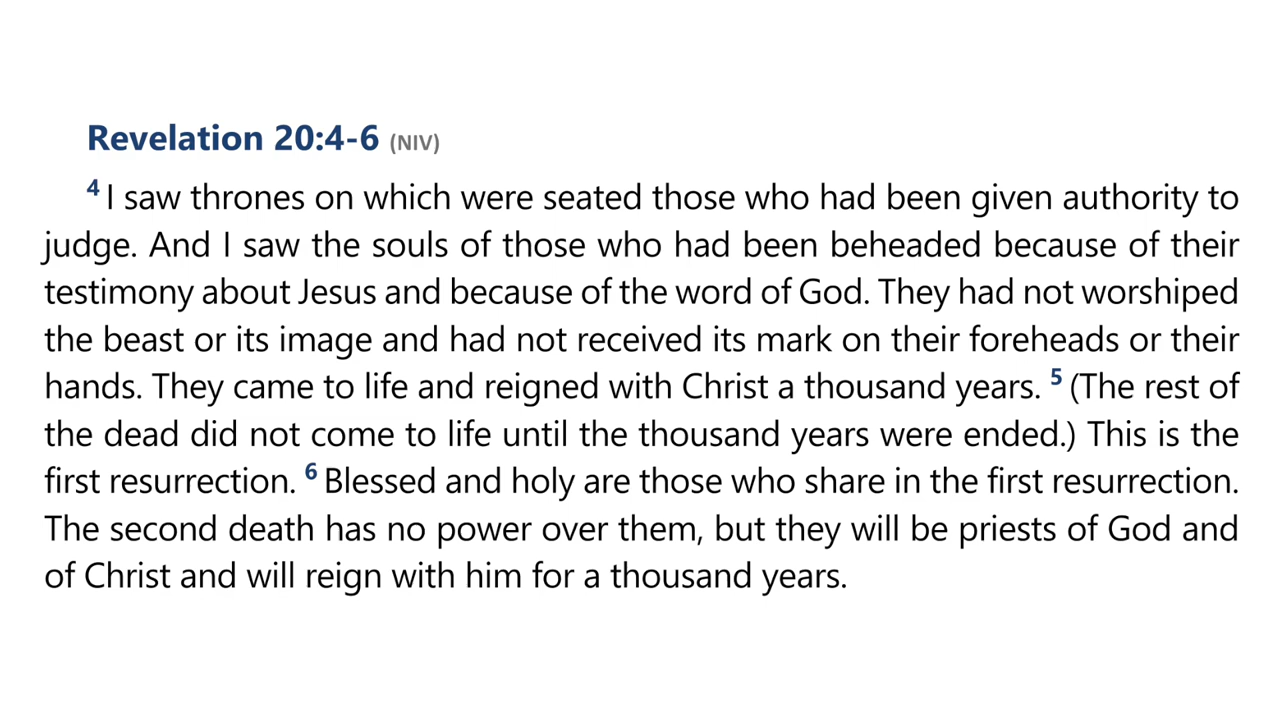 Revelation 20:4-6 (NIV)
4 I saw thrones on which were seated those who had been given authority to
judge. And I saw the souls of those who had been beheaded because of their
testimony about Jesus and because of the word of God. They had not worshiped
the beast or its image and had not received its mark on their foreheads or their
hands. They came to life and reigned with Christ a thousand years. 5 (The rest of
the dead did not come to life until the thousand years were ended.) This is the
first resurrection. 6 Blessed and holy are those who share in the first resurrection.
The second death has no power over them, but they will be priests of God and
of Christ and will reign with him for a thousand years.